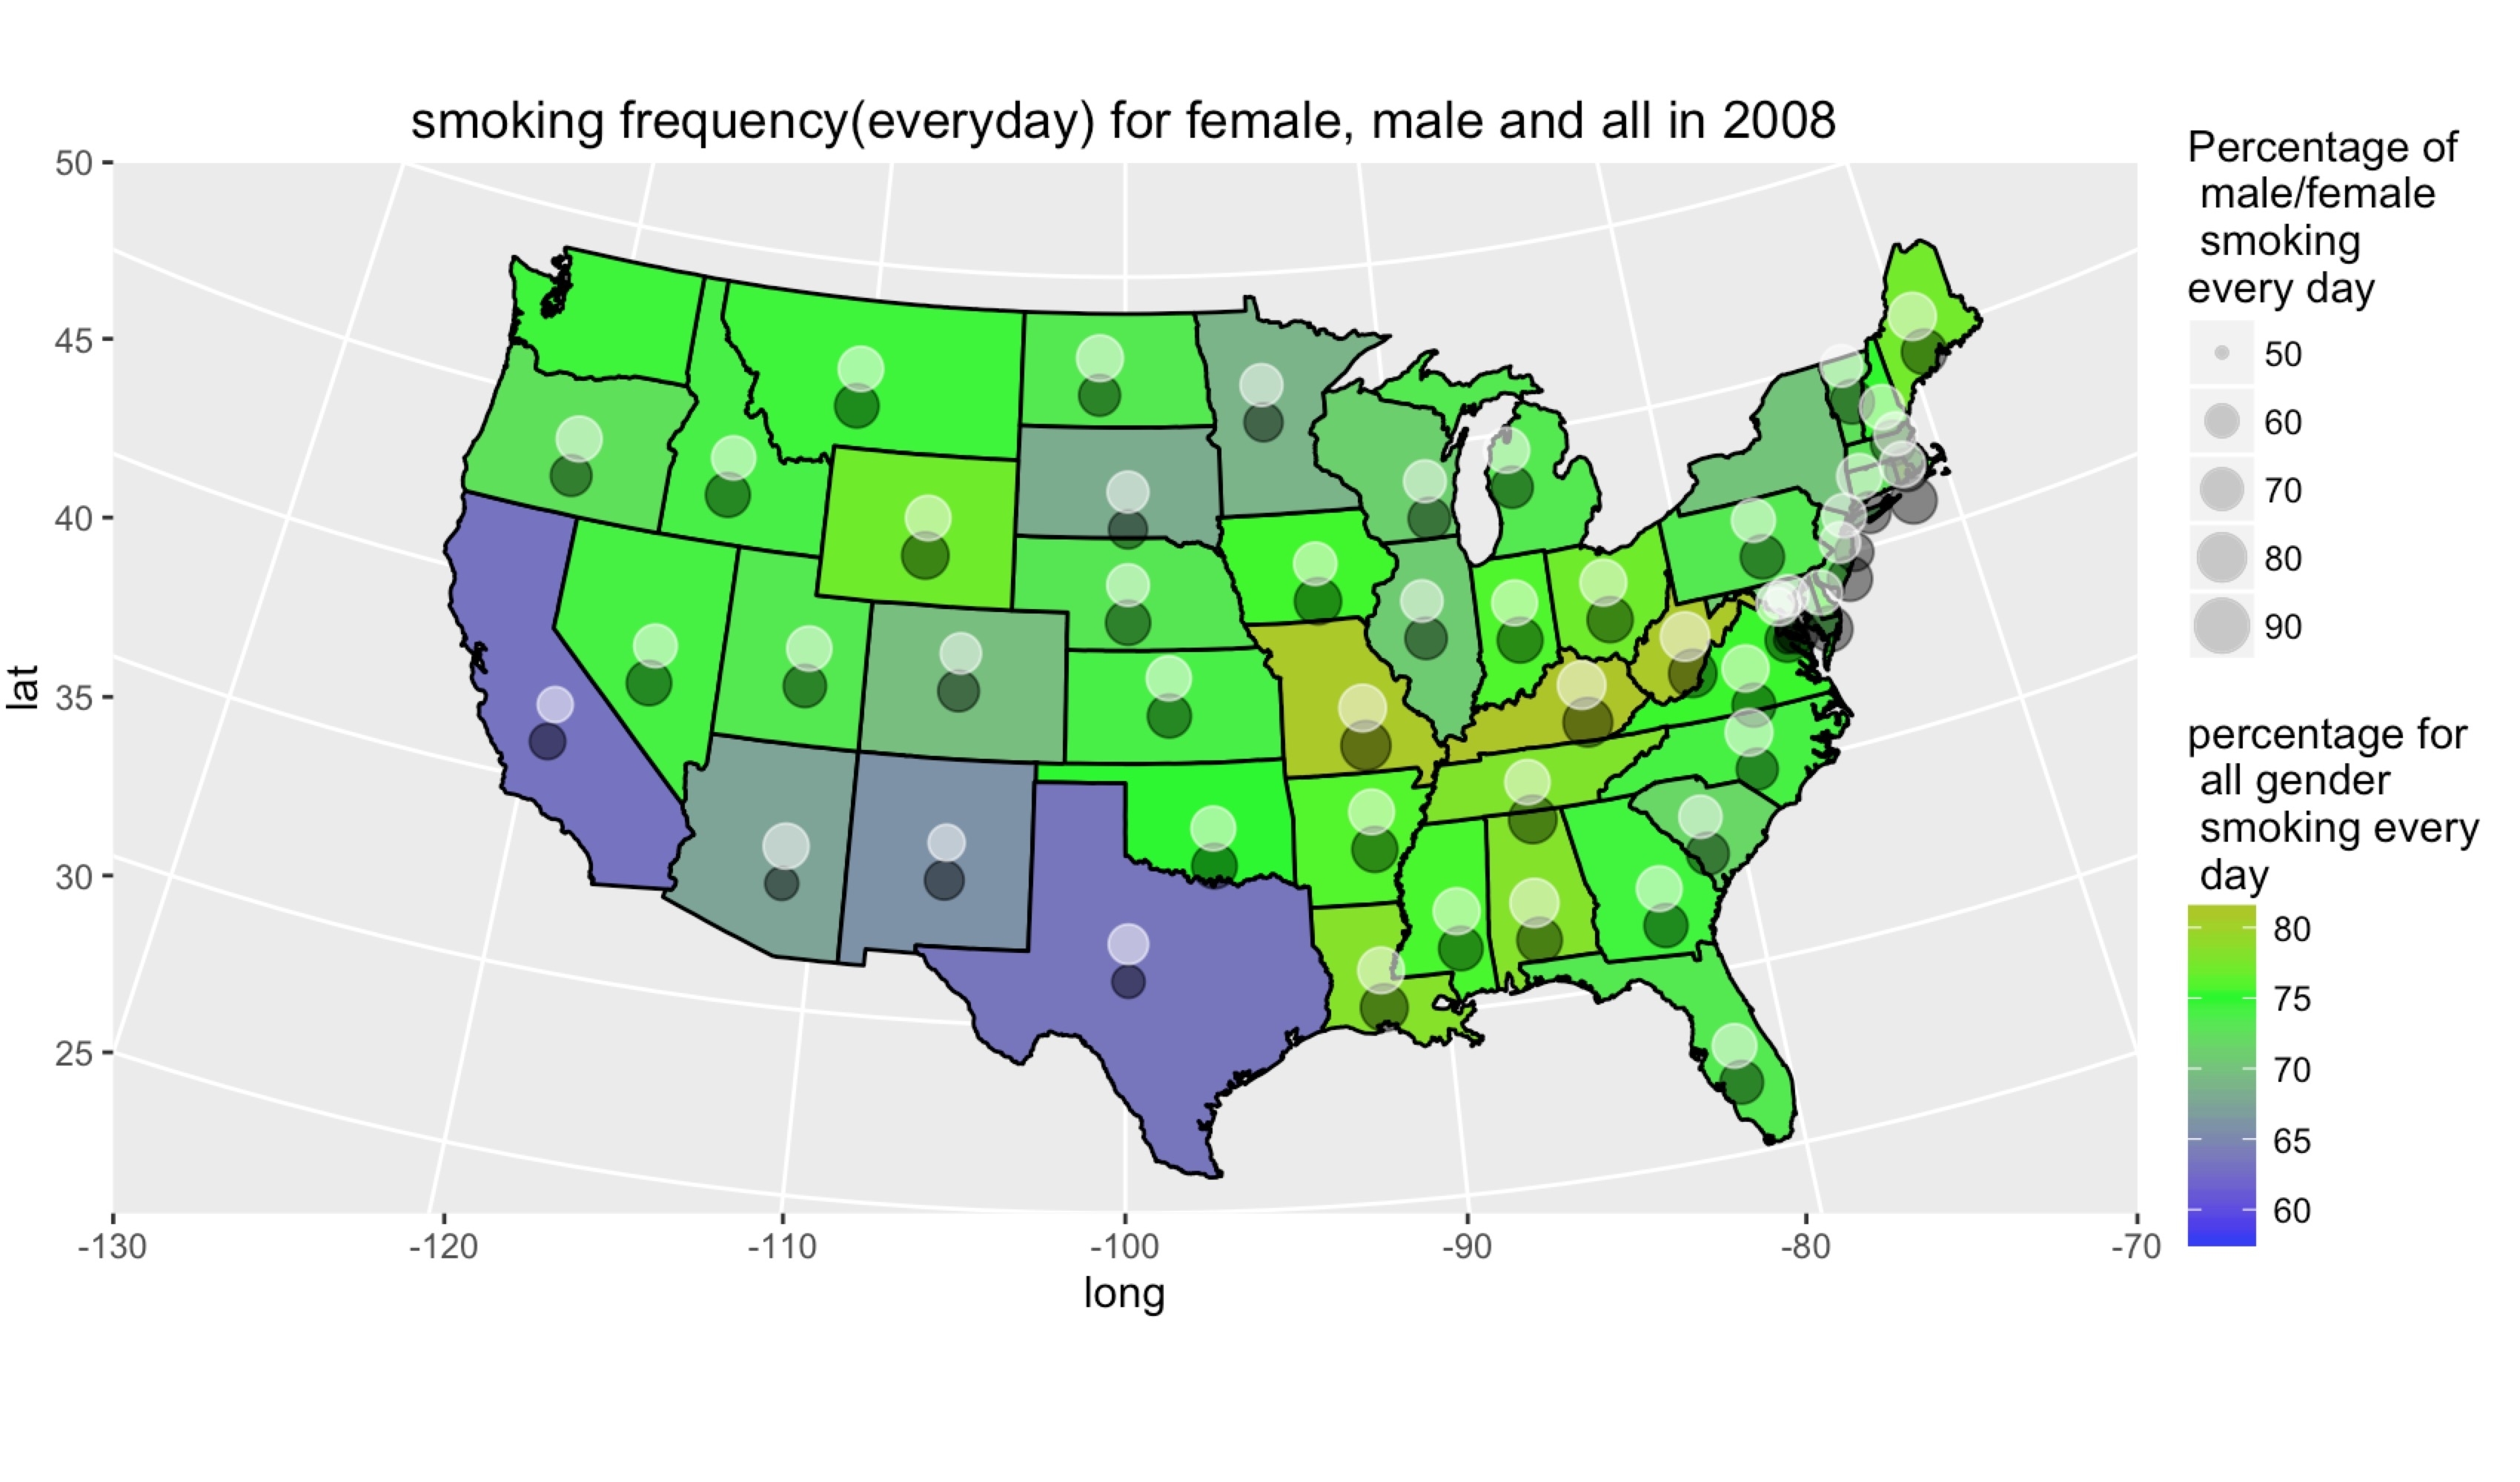 smoking frequency(everyday) for female, male and all in 2008
50
45
40
35
30
25
lat
-130
-120
-110
-100
-90
-80
-70
long
Percentage of
male/female
smoking
every day
50
60
70
80
90
percentage for
all gender
smoking every
day
80
75
70
65
60